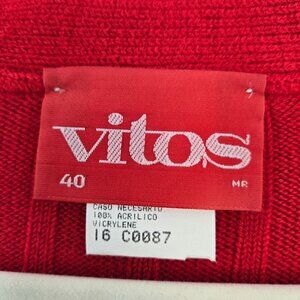 vitos
40 MR
CASO NECESARIO
100% ACRILICO
VICRYLENE
16 C0087